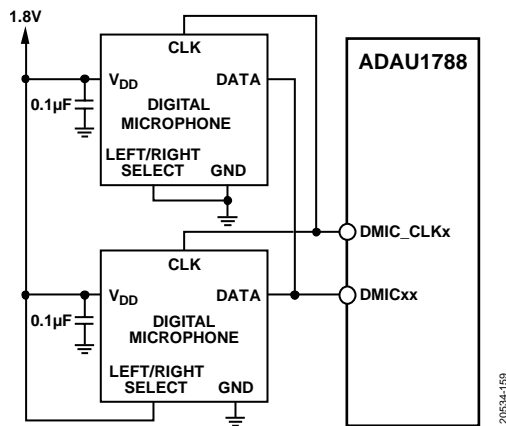 1.8V
CLK
ADAU1788
VDD
DATA
0.1µF
DIGITAL
MICROPHONE
LEFT/RIGHT
SELECT
GND
DMIC_CLKx
CLK
VDD
DATA
DMICxx
0.1µF
DIGITAL
MICROPHONE
LEFT/RIGHT
SELECT
GND
20534-159